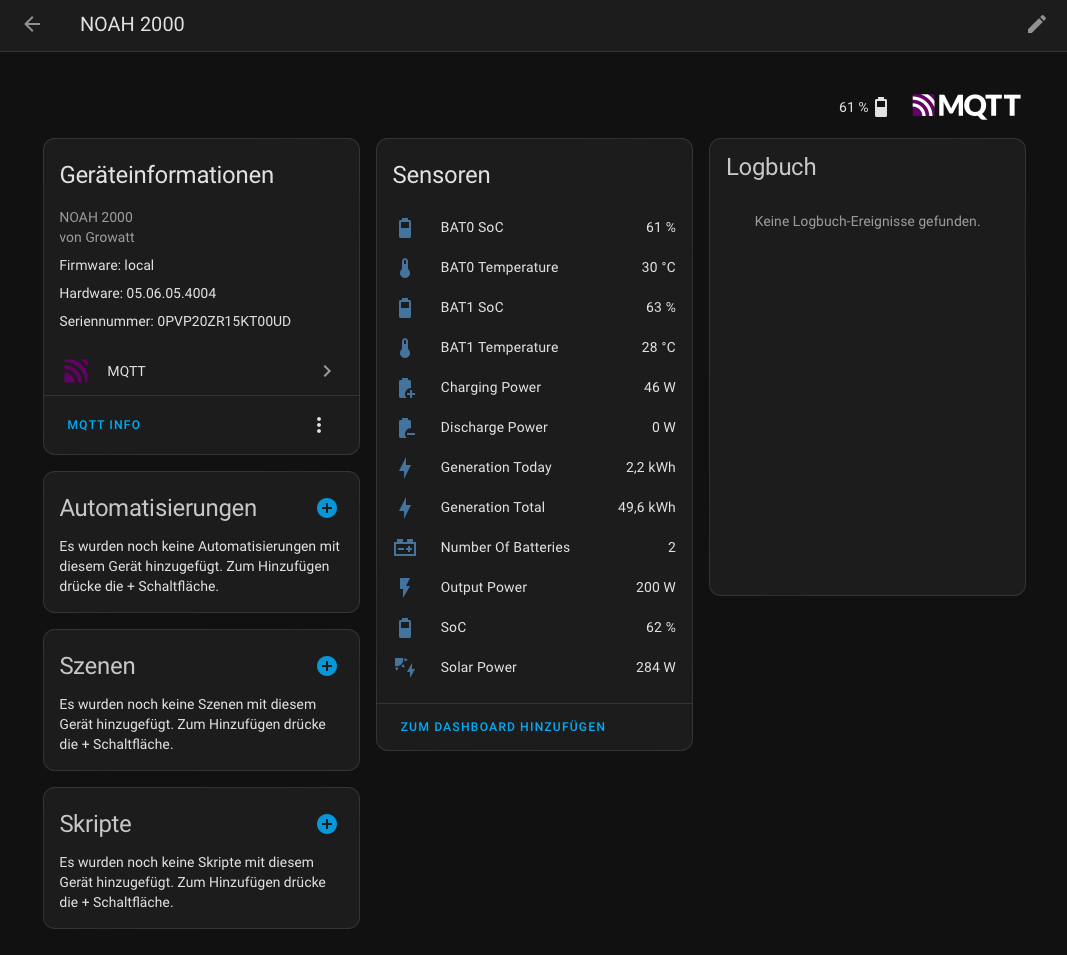 NOAH 2000
61 %
MQTT
Geräteinformationen
NOAH 2000
von Growatt
Firmware: local
Hardware: 05.06.05.4004
Seriennummer: 0PVP20ZR15KT00UD
MQTT
MQTT INFO
Automatisierungen
Es wurden noch keine Automatisierungen mit
diesem Gerät hinzugefügt. Zum Hinzufügen
drücke die + Schaltfläche.
Szenen
Es wurden noch keine Szenen mit diesem
Gerät hinzugefügt. Zum Hinzufügen drücke
die + Schaltfläche.
Skripte
Es wurden noch keine Skripte mit diesem
Gerät hinzugefügt. Zum Hinzufügen drücke
die + Schaltfläche.
Sensoren
BAT0 SoC 61 %
BAT0 Temperature 30 °C
BAT1 SoC 63 %
BAT1 Temperature 28 °C
Charging Power 46 W
Discharge Power 0 W
Generation Today 2,2 kWh
Generation Total 49,6 kWh
Number Of Batteries 2
Output Power 200 W
SoC 62 %
Solar Power 284 W
ZUM DASHBOARD HINZUFÜGEN
Logbuch
Keine Logbuch-Ereignisse gefunden.